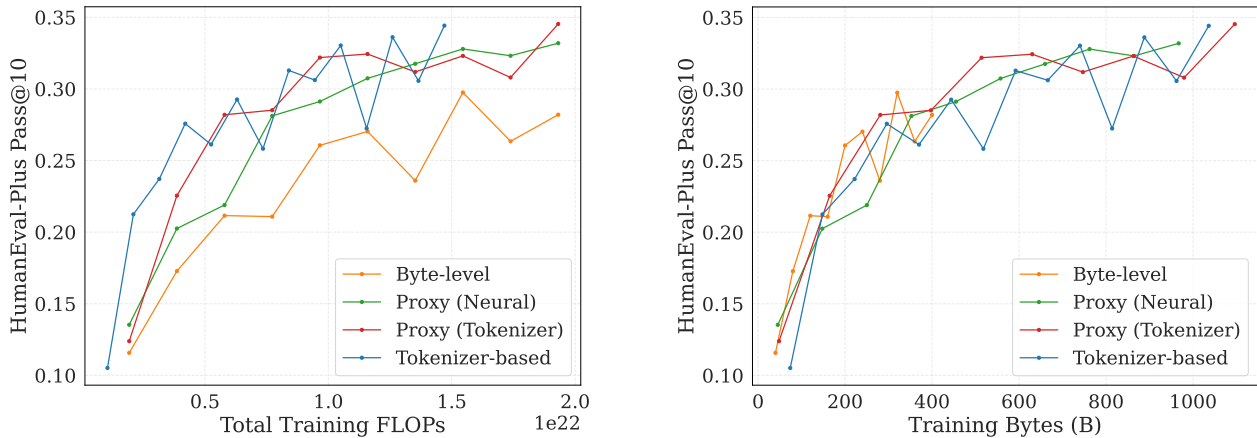 HumanEval-Plus Pass@10
0.35
0.30
0.25
0.20
0.15
0.10
Byte-level
Proxy (Neural)
Proxy (Tokenizer)
Tokenizer-based
0.5
1.0
1.5
2.0
Total Training FLOPs
1e22
HumanEval-Plus Pass@10
0.35
0.30
0.25
0.20
0.15
0.10
Byte-level
Proxy (Neural)
Proxy (Tokenizer)
Tokenizer-based
0
200
400
600
800
1000
Training Bytes (B)